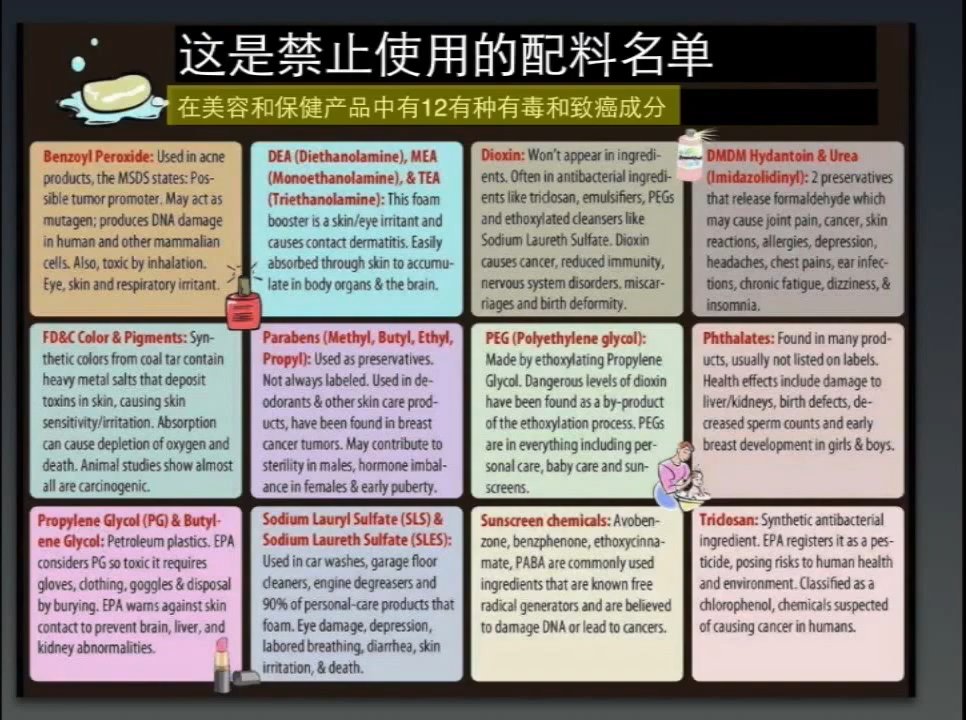 这是禁止使用的配料名单
在美容和保健产品中有12有种有毒和致癌成分
Benzoyl Peroxide: Used in acne
products, the MSDS states: Pos-
sible tumor promoter. May act as
mutagen; produces DNA damage
in human and other mammalian
cells. Also, toxic by inhalation.
Eye, skin and respiratory irritant.
DEA (Diethanolamine), MEA
(Monoethanolamine), & TEA
(Triethanolamine): This foam
booster is a skin/eye irritant and
causes contact dermatitis. Easily
absorbed through skin to accumu-
late in body organs & the brain.
Dioxin: Won't appear in ingredi-
ents. Often in antibacterial ingredi-
ents like triclosan, emulsifiers, PEGs
and ethoxylated cleansers like
Sodium Laureth Sulfate. Dioxin
causes cancer, reduced immunity,
nervous system disorders, miscar-
riages and birth deformity.
DMDM Hydantoin & Urea
(Imidazolidinyl): 2 preservatives
that release formaldehyde which
may cause joint pain, cancer, skin
reactions, allergies, depression,
headaches, chest pains, ear infec-
tions, chronic fatigue, dizziness, &
insomnia.
FD&C Color & Pigments: Syn-
thetic colors from coal tar contain
heavy metal salts that deposit
toxins in skin, causing skin
sensitivity/irritation. Absorption
can cause depletion of oxygen and
death. Animal studies show almost
all are carcinogenic.
Parabens (Methyl, Butyl, Ethyl,
Propyl): Used as preservatives.
Not always labeled. Used in de-
odorants & other skin care prod-
ucts, have been found in breast
cancer tumors. May contribute to
sterility in males, hormone imbal-
ance in females & early puberty.
PEG (Polyethylene glycol):
Made by ethoxylating Propylene
Glycol. Dangerous levels of dioxin
have been found as a by-product
of the ethoxylation process. PEGs
are in everything including per-
sonal care, baby care and sun-
screens.
Phthalates: Found in many prod-
ucts, usually not listed on labels.
Health effects include damage to
liver/kidneys, birth defects, de-
creased sperm counts and early
breast development in girls & boys.
Propylene Glycol (PG) & Butyl-
ene Glycol: Petroleum plastics. EPA
considers PG so toxic it requires
gloves, clothing, goggles & disposal
by burying. EPA warns against skin
contact to prevent brain, liver, and
kidney abnormalities.
Sodium Lauryl Sulfate (SLS) &
Sodium Laureth Sulfate (SLES):
Used in car washes, garage floor
cleaners, engine degreasers and
90% of personal-care products that
foam. Eye damage, depression,
labored breathing, diarrhea, skin
irritation, & death.
Sunscreen chemicals: Avoben-
zone, benzphenone, ethoxycinna-
mate, PABA are commonly used
ingredients that are known free
radical generators and are believed
to damage DNA or lead to cancers.
Triclosan: Synthetic antibacterial
ingredient. EPA registers it as a pes-
ticide, posing risks to human health
and environment. Classified as a
chlorophenol, chemicals suspected
of causing cancer in humans.